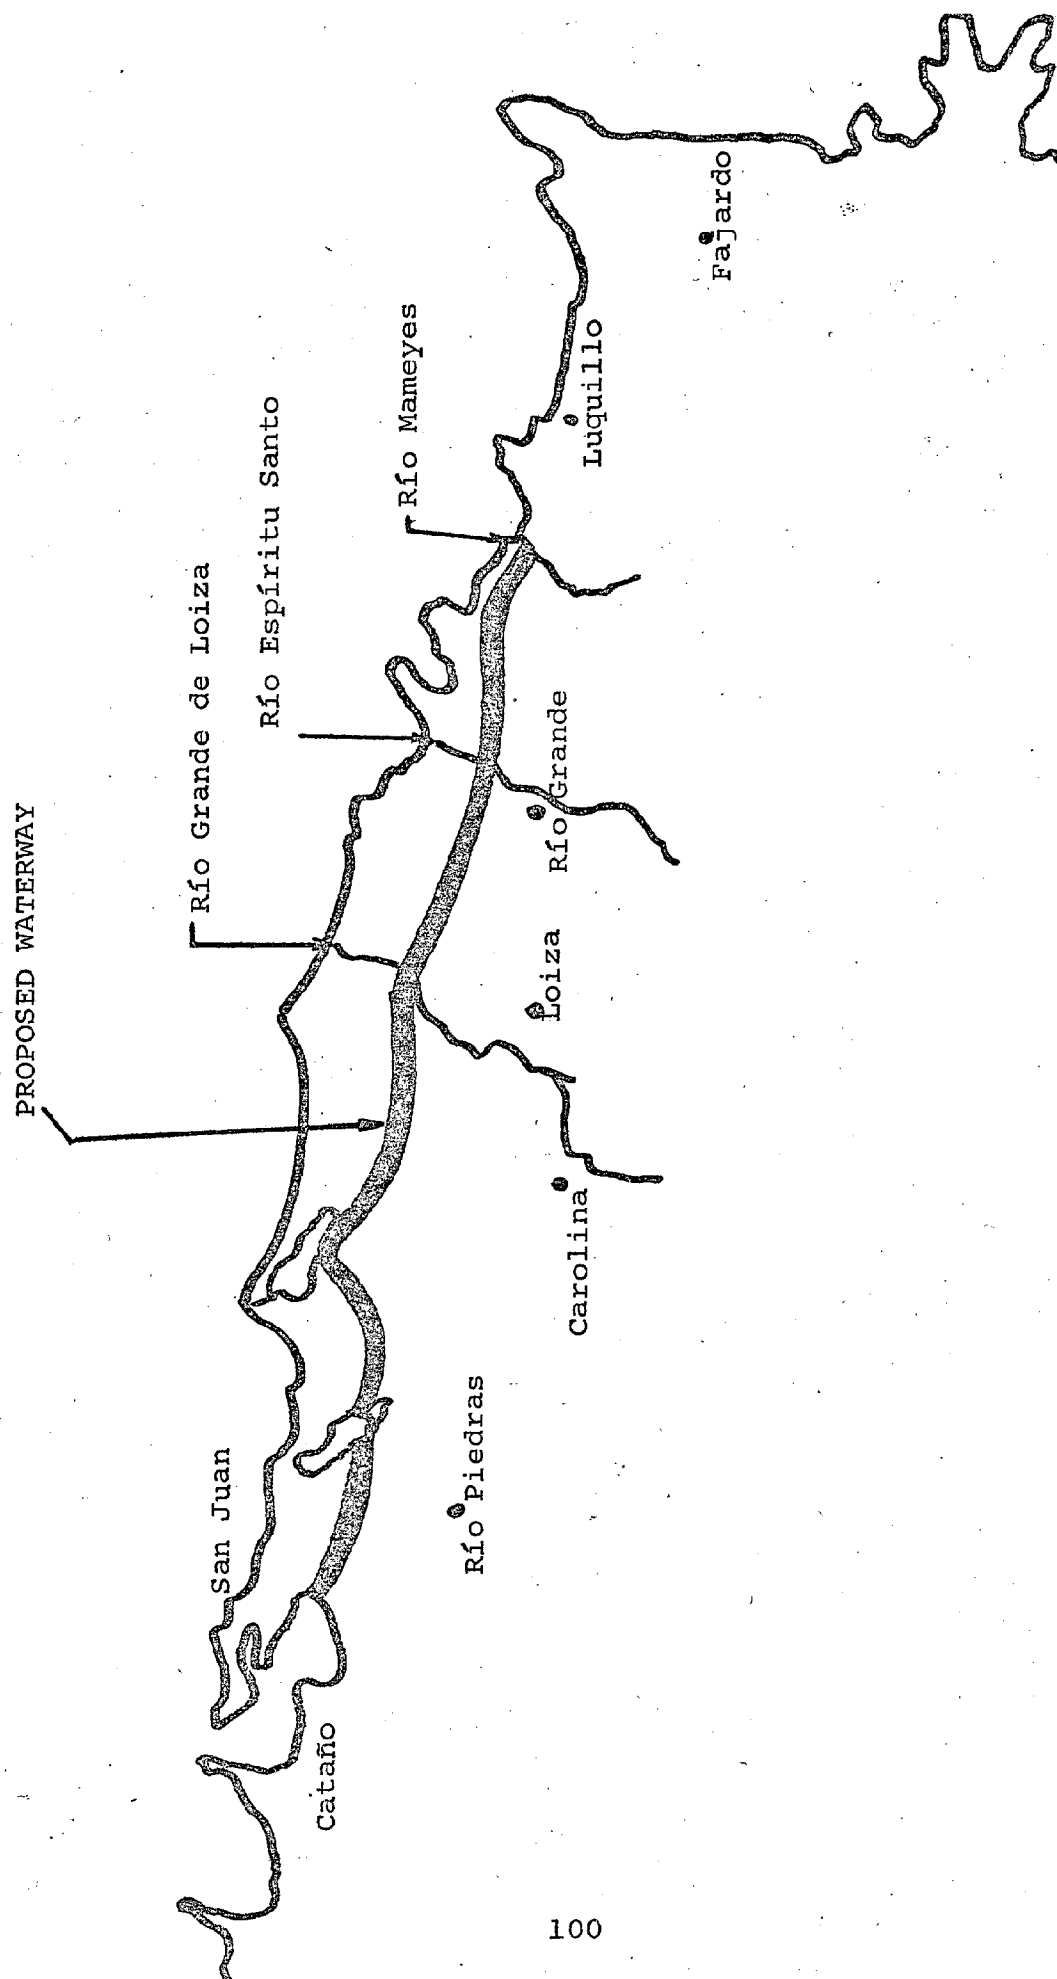 PROPOSED WATERWAY
Río Grande de Loiza
Río Espíritu Santo
Río Mameyes
San Juan
Cataño
Río Piedras
Carolina
Loiza
Río Grande
Luquillo
Fajardo
100